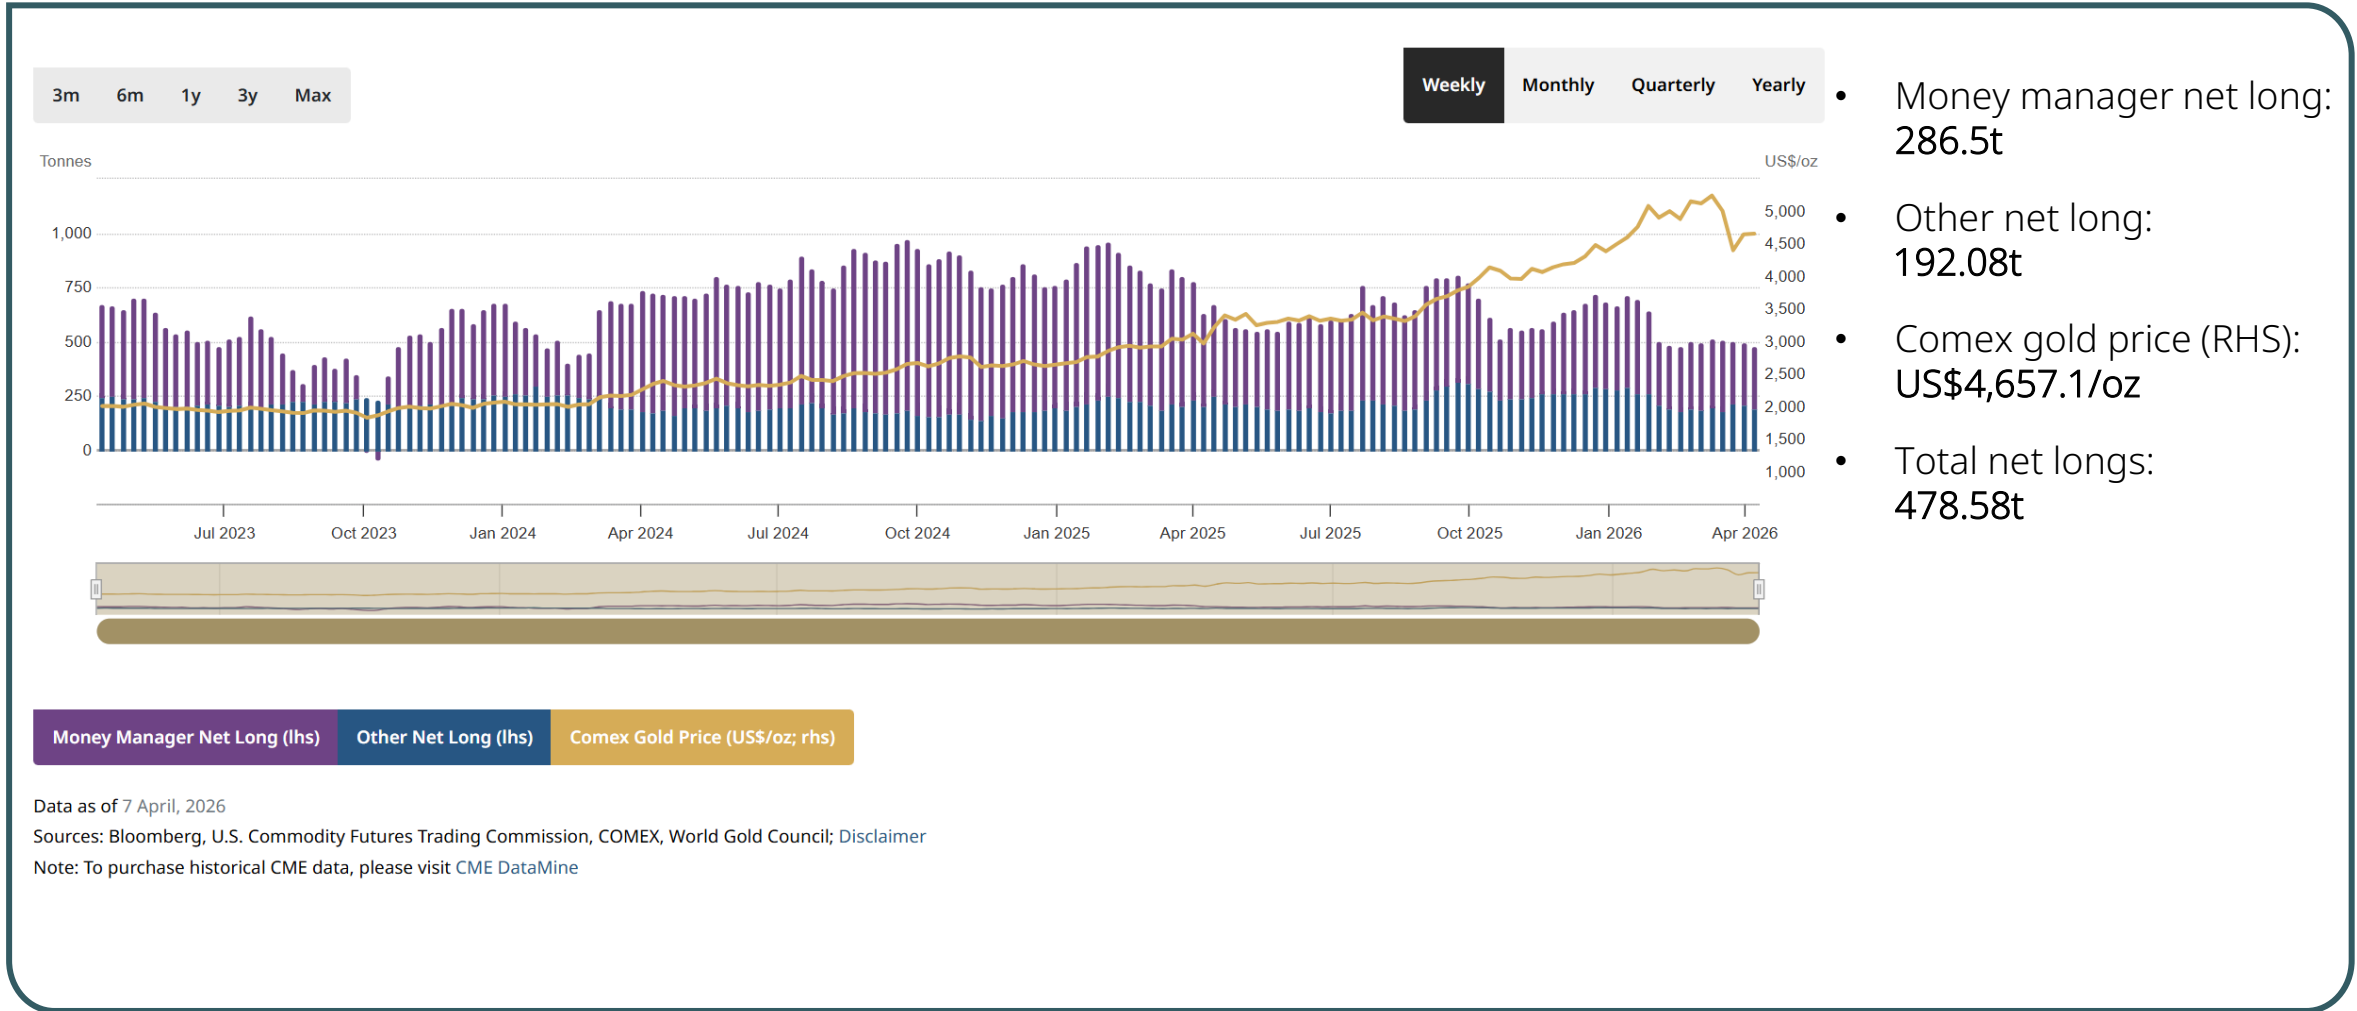 3m 6m 1y 3y Max
Weekly Monthly Quarterly Yearly
Tonnes
US$/oz
1,000
750
500
250
0
5,000
4,500
4,000
3,500
3,000
2,500
2,000
1,500
1,000
Jul 2023 Oct 2023 Jan 2024 Apr 2024 Jul 2024 Oct 2024 Jan 2025 Apr 2025 Jul 2025 Oct 2025 Jan 2026 Apr 2026
Money Manager Net Long (lhs) Other Net Long (lhs) Comex Gold Price (US$/oz; rhs)
Data as of 7 April, 2026
Sources: Bloomberg, U.S. Commodity Futures Trading Commission, COMEX, World Gold Council; Disclaimer
Note: To purchase historical CME data, please visit CME DataMine
• Money manager net long:
286.5t
• Other net long:
192.08t
• Comex gold price (RHS):
US$4,657.1/oz
• Total net longs:
478.58t